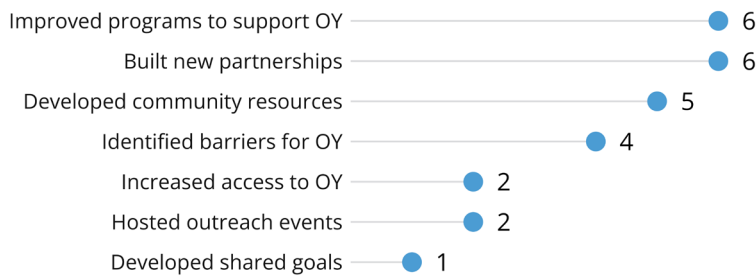 Improved programs to support OY 6
Built new partnerships 6
Developed community resources 5
Identified barriers for OY 4
Increased access to OY 2
Hosted outreach events 2
Developed shared goals 1